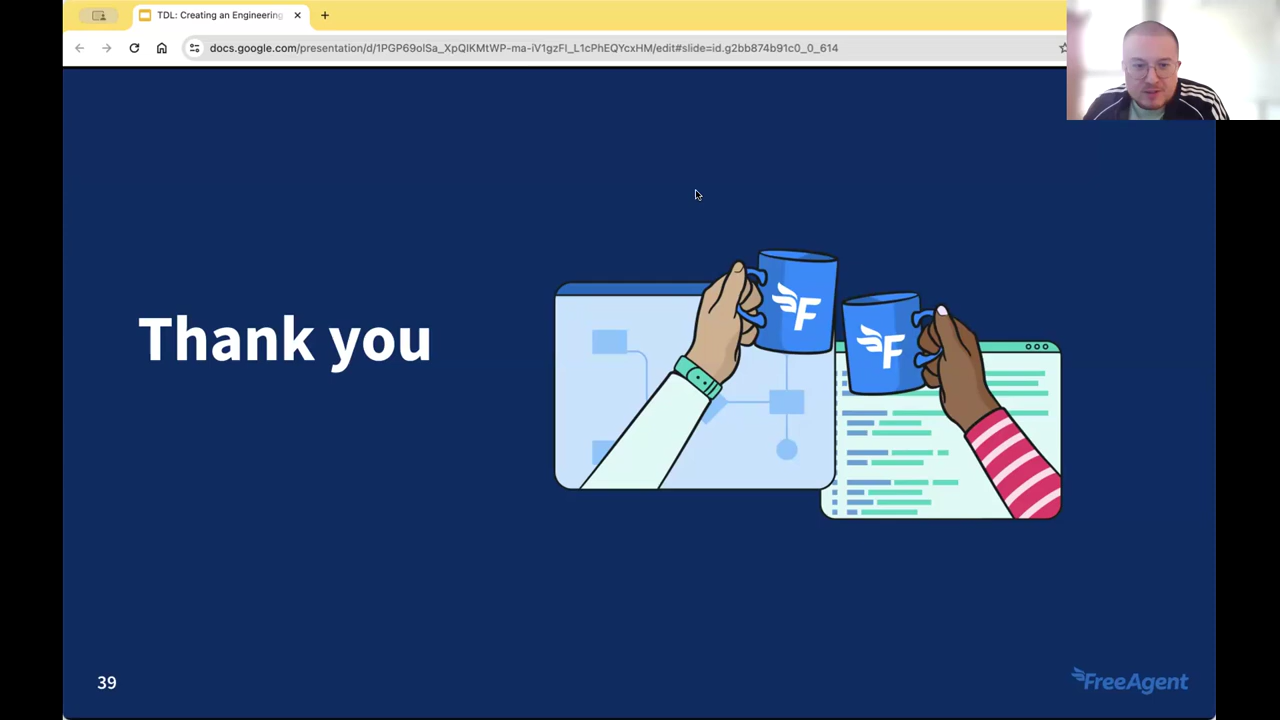 TDL: Creating an Engineering
docs.google.com/presentation/d/1PGP69olSa_XpQIKMtWP-ma-iV1gzFl_L1cPhEQYcxHM/edit#slide=id.g2bb874b91c0_0_614
Thank you
F
F
39
FreeAgent